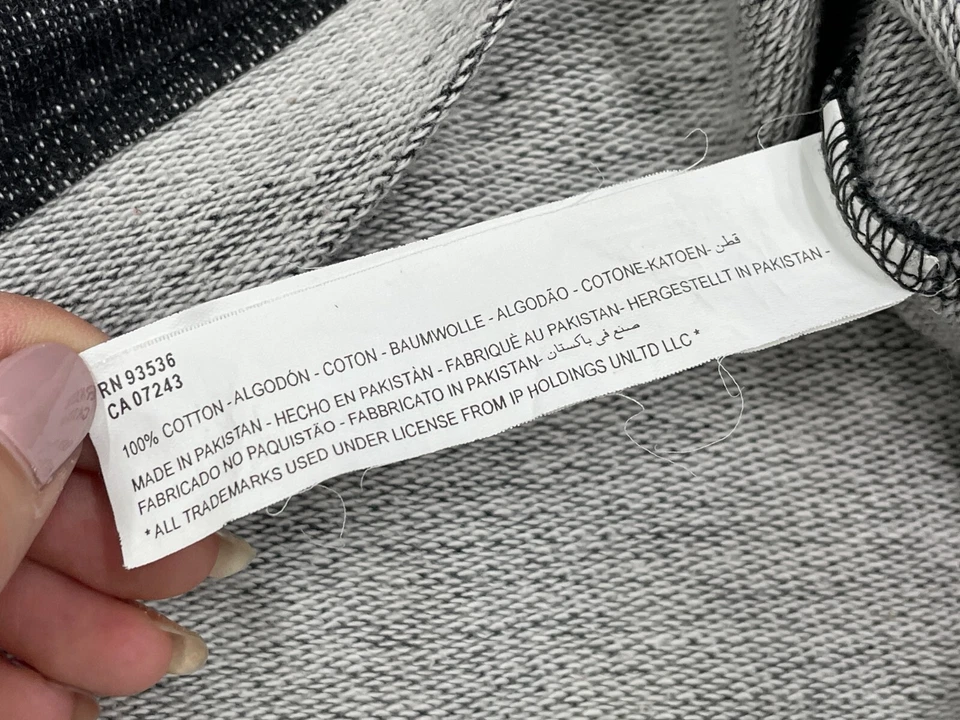 RN 93536
CA 07243
100% COTTON - ALGODÓN - COTON - BAUMWOLLE - ALGODÃO - COTONE-KATOEN- قطن
MADE IN PAKISTAN - HECHO EN PAKISTÀN - FABRIQUÈ AU PAKISTAN- HERGESTELLT IN PAKISTAN -
FABRICADO NO PAQUISTÃO - FABBRICATO IN PAKISTAN- صنع في باكستان
* ALL TRADEMARKS USED UNDER LICENSE FROM IP HOLDINGS UNLTD LLC *